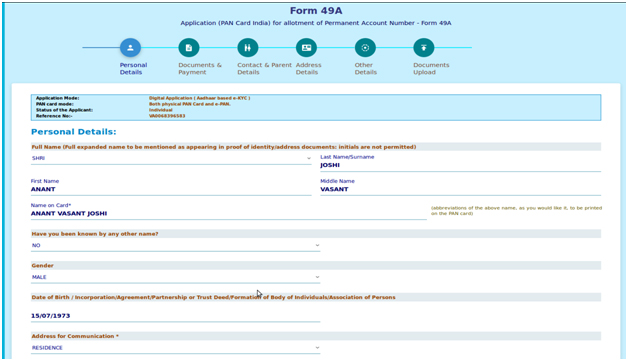 Form 49A
Application (PAN Card India) for allotment of Permanent Account Number - Form 49A
Personal Details
Documents & Payment
Contact & Parent Details
Address Details
Other Details
Documents Upload
Application Mode: Digital Application ( Aadhaar based e-KYC )
PAN card mode: Both physical PAN Card and e-PAN.
Status of the Applicant: Individual
Reference No:- VA0068396583
Personal Details:
Full Name (Full expanded name to be mentioned as appearing in proof of identity/address documents: initials are not permitted)
SHRI
Last Name/Surname
JOSHI
First Name
ANANT
Middle Name
VASANT
Name on Card*
ANANT VASANT JOSHI
(abbreviations of the above name, as you would like it, to be printed
on the PAN card)
Have you been known by any other name?
NO
Gender
MALE
Date of Birth / Incorporation/Agreement/Partnership or Trust Deed/Formation of Body of Individuals/Association of Persons
15/07/1973
Address for Communication *
RESIDENCE